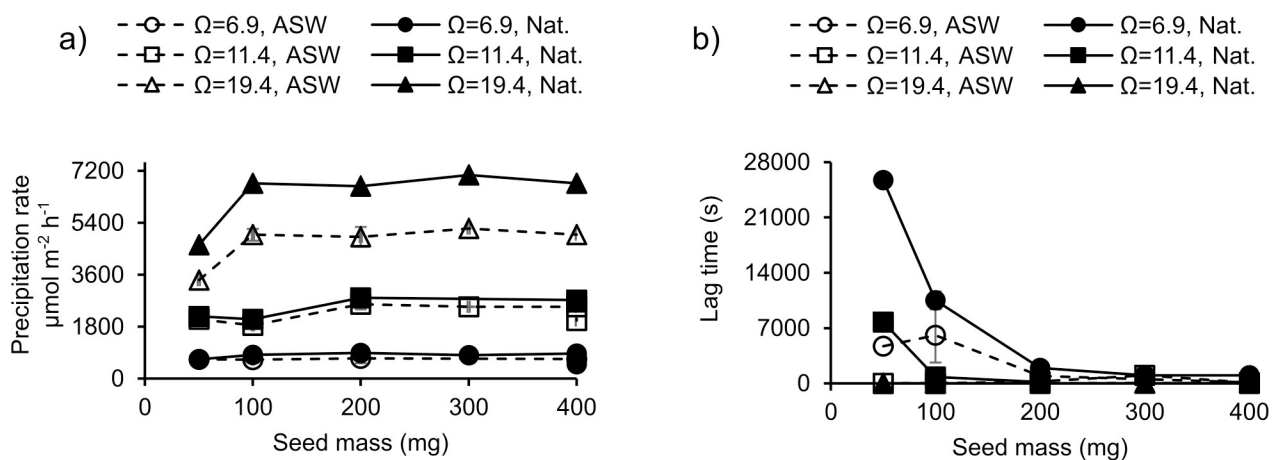 a)
Ω=6.9, ASW
Ω=6.9, Nat.
Ω=11.4, ASW
Ω=11.4, Nat.
Ω=19.4, ASW
Ω=19.4, Nat.
Precipitation rate
µmol m⁻² h⁻¹
7200
5400
3600
1800
0
0 100 200 300 400
Seed mass (mg)
b)
Ω=6.9, ASW
Ω=6.9, Nat.
Ω=11.4, ASW
Ω=11.4, Nat.
Ω=19.4, ASW
Ω=19.4, Nat.
Lag time (s)
28000
21000
14000
7000
0
0 100 200 300 400
Seed mass (mg)